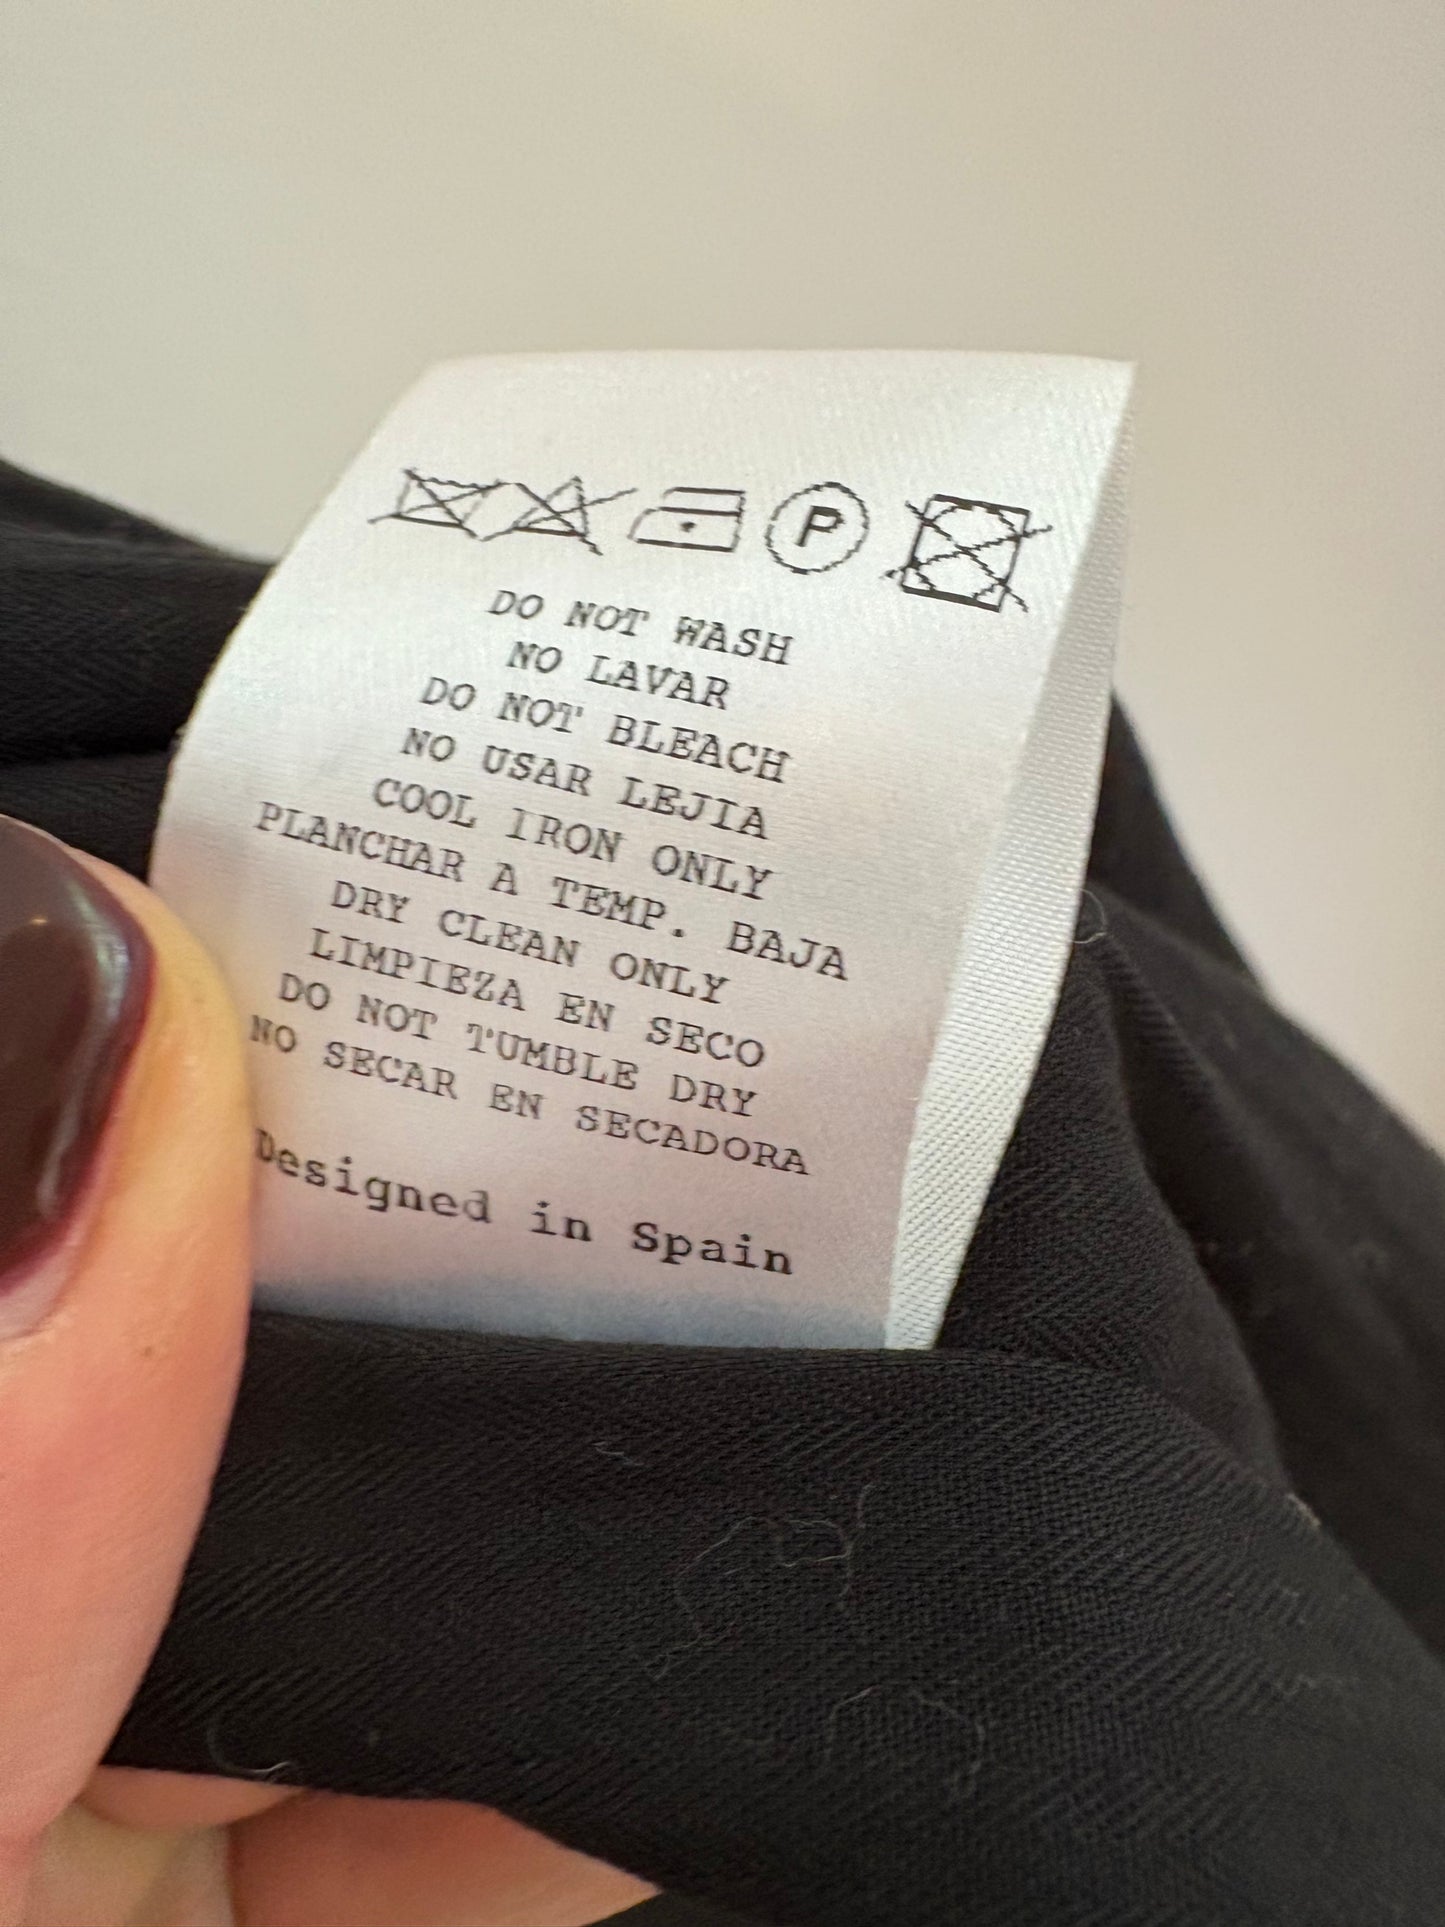 P
DO NOT WASH
NO LAVAR
DO NOT BLEACH
NO USAR LEJIA
COOL IRON ONLY
PLANCHAR A TEMP. BAJA
DRY CLEAN ONLY
LIMPIEZA EN SECO
DO NOT TUMBLE DRY
NO SECAR EN SECADORA
Designed in Spain